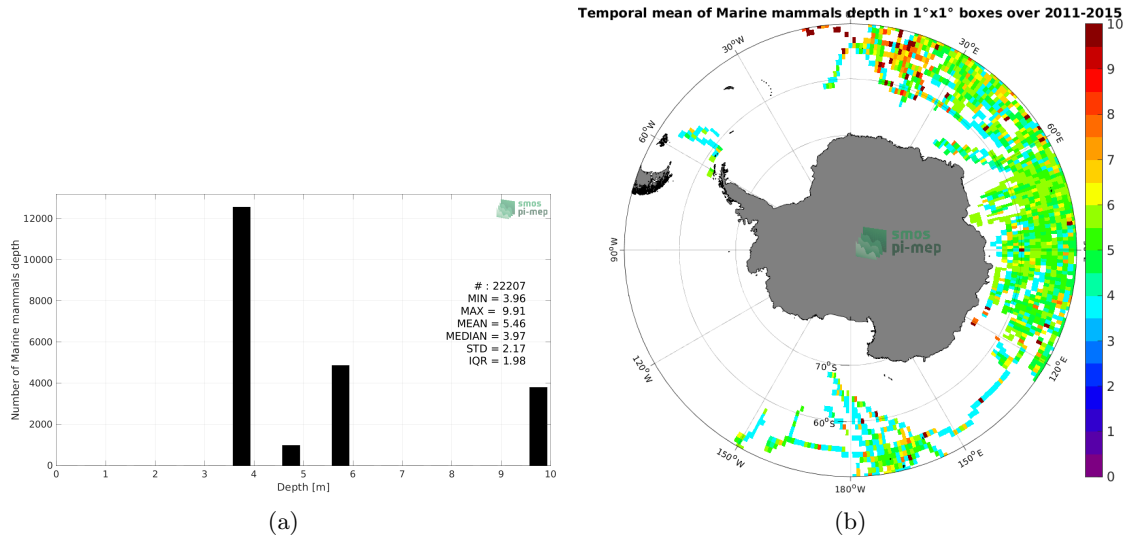 Temporal mean of Marine mammals depth in 1°x1° boxes over 2011-2015
Number of Marine mammals depth
12000
10000
8000
6000
4000
2000
0
0 1 2 3 4 5 6 7 8 9 10
Depth [m]
smos
pi-mep
# : 22207
MIN = 3.96
MAX = 9.91
MEAN = 5.46
MEDIAN = 3.97
STD = 2.17
IQR = 1.98
(a)
30°W
30°E
60°W
60°E
90°W
120°W
120°E
150°W
150°E
180°W
70°S
60°S
smos
pi-mep
10
9
8
7
6
5
4
3
2
1
0
(b)